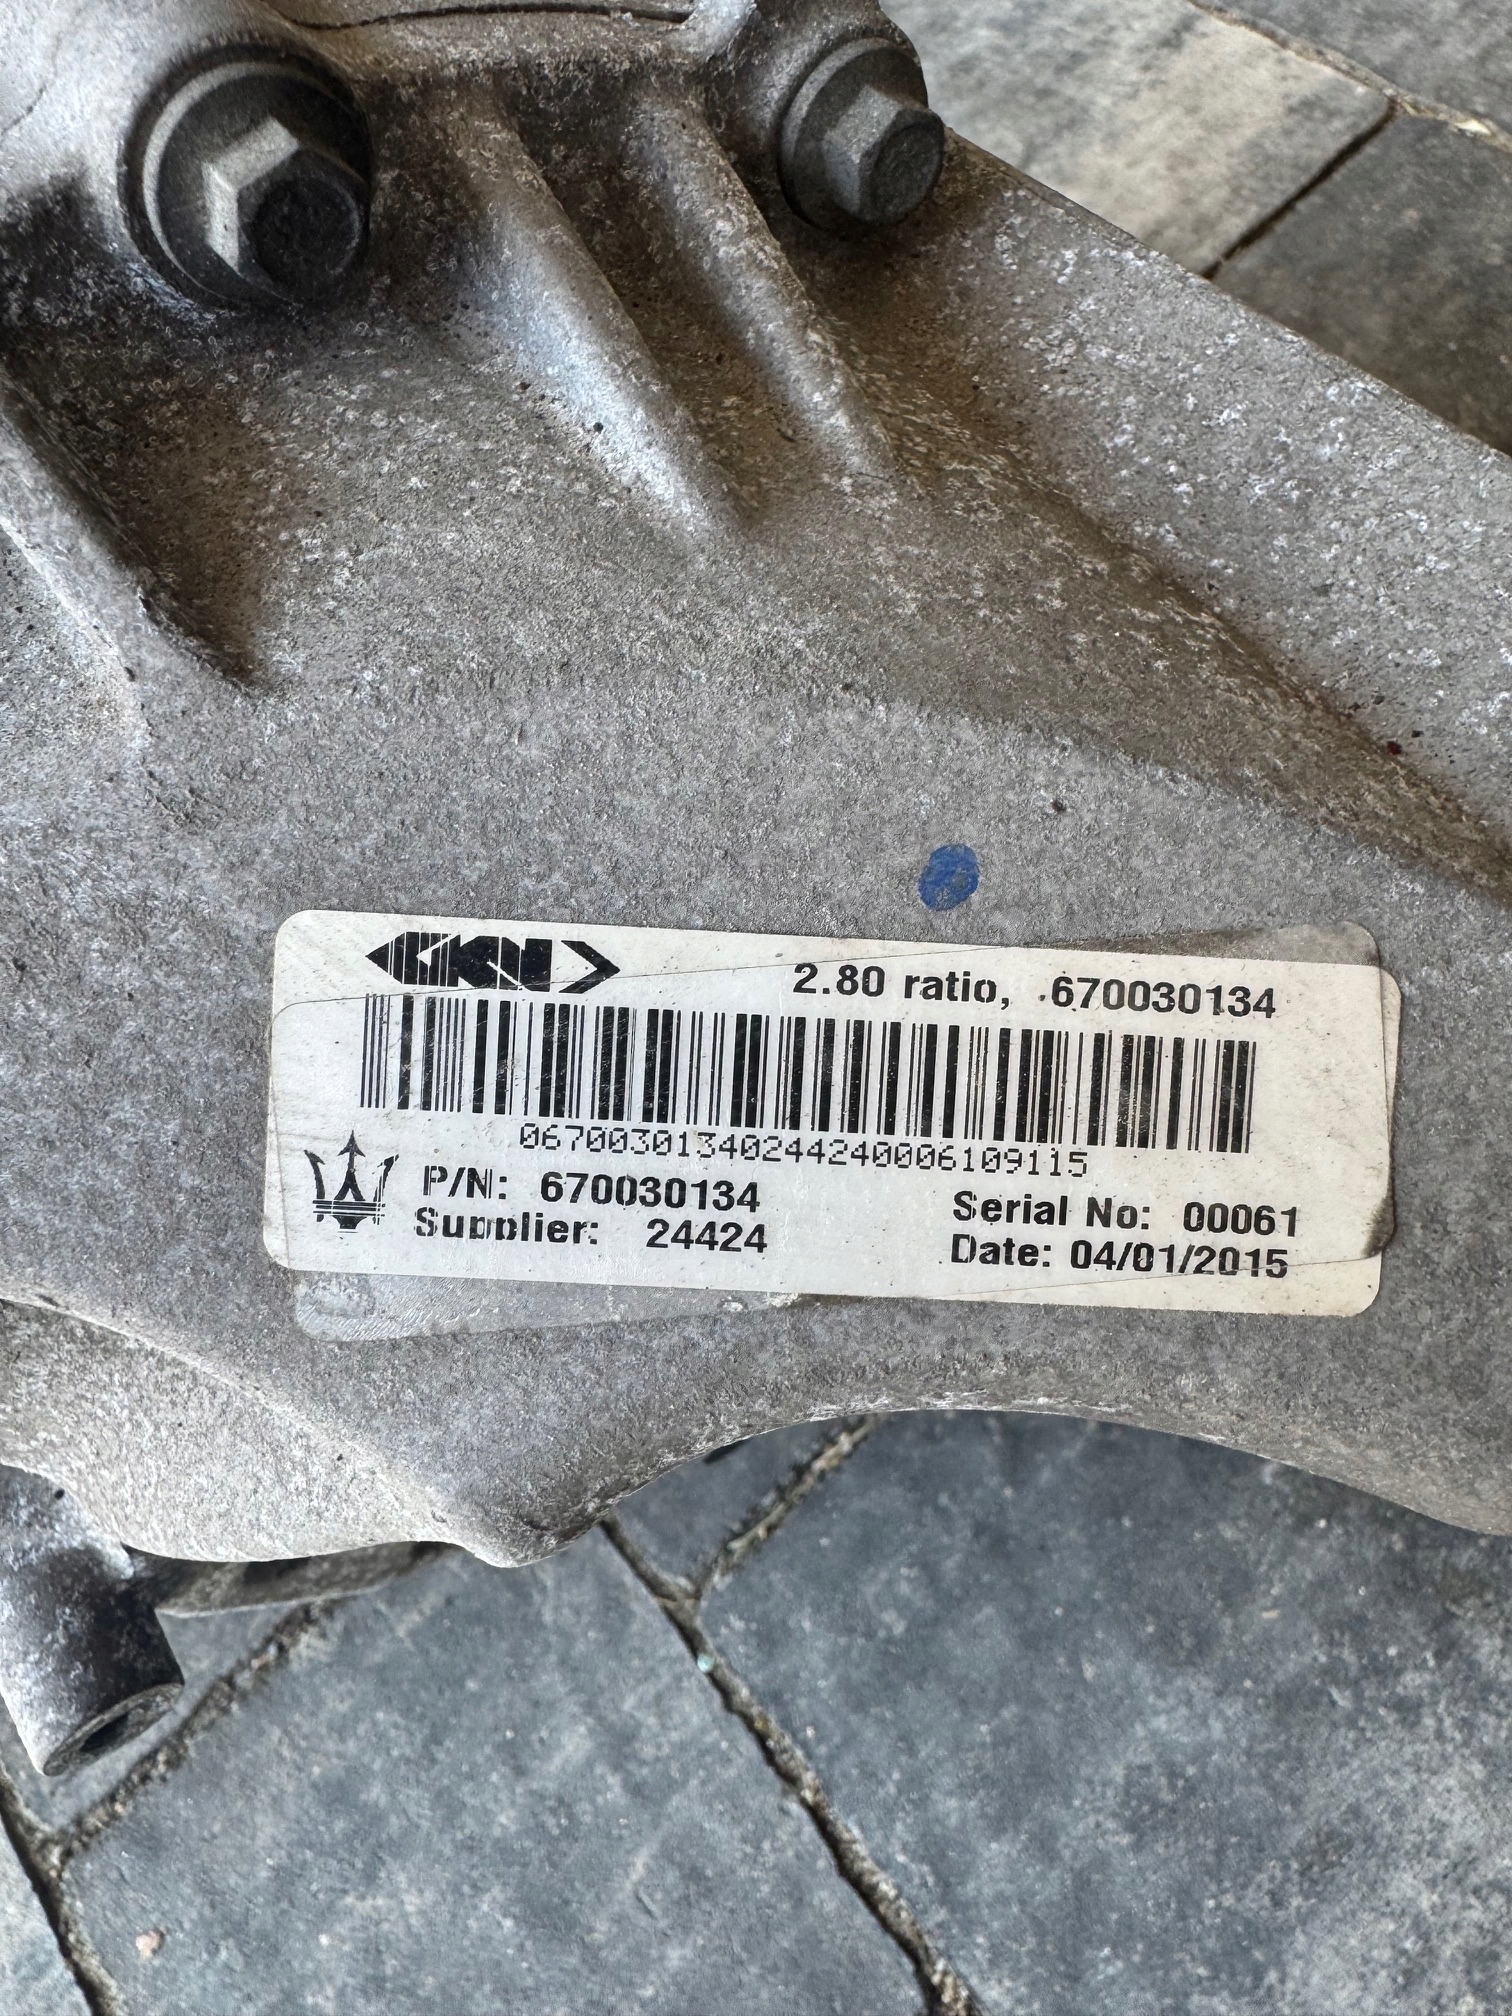 GKN
2.80 ratio, 670030134
06700301340244240006109115
P/N: 670030134
Supplier: 24424
Serial No: 00061
Date: 04/01/2015